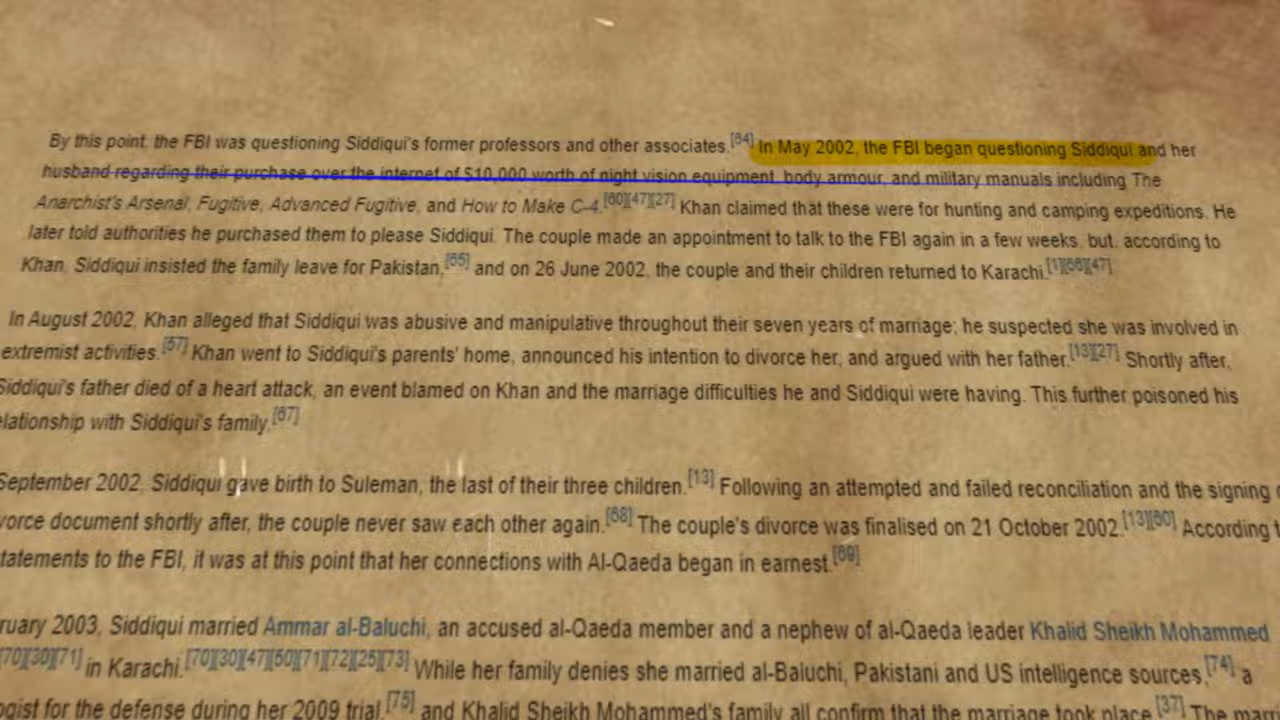 By this point, the FBI was questioning Siddiqui's former professors and other associates.[64] In May 2002, the FBI began questioning Siddiqui and her
husband regarding their purchase over the internet of $10,000 worth of night vision equipment, body armour, and military manuals including The
Anarchist's Arsenal, Fugitive, Advanced Fugitive, and How to Make C-4.[60][47][27] Khan claimed that these were for hunting and camping expeditions. He
later told authorities he purchased them to please Siddiqui. The couple made an appointment to talk to the FBI again in a few weeks, but, according to
Khan, Siddiqui insisted the family leave for Pakistan,[65] and on 26 June 2002, the couple and their children returned to Karachi.[1][66][47]
In August 2002, Khan alleged that Siddiqui was abusive and manipulative throughout their seven years of marriage; he suspected she was involved in
extremist activities.[67] Khan went to Siddiqui's parents' home, announced his intention to divorce her, and argued with her father.[13][27] Shortly after,
Siddiqui's father died of a heart attack, an event blamed on Khan and the marriage difficulties he and Siddiqui were having. This further poisoned his
elationship with Siddiqui's family.[67]
September 2002, Siddiqui gave birth to Suleman, the last of their three children.[13] Following an attempted and failed reconciliation and the signing
vorce document shortly after, the couple never saw each other again.[68] The couple's divorce was finalised on 21 October 2002.[13][60] According t
tatements to the FBI, it was at this point that her connections with Al-Qaeda began in earnest.[69]
ruary 2003, Siddiqui married Ammar al-Baluchi, an accused al-Qaeda member and a nephew of al-Qaeda leader Khalid Sheikh Mohammed
[70][30][71] in Karachi.[70][30][47][50][71][72][25][73] While her family denies she married al-Baluchi, Pakistani and US intelligence sources,[74] a
ogist for the defense during her 2009 trial,[75] and Khalid Sheikh Mohammed's family all confirm that the marriage took place.[37] The marri